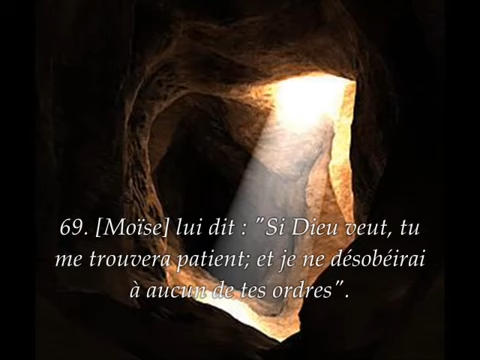 69. [Moïse] lui dit : "Si Dieu veut, tu
me trouvera patient; et je ne désobéirai
à aucun de tes ordres".